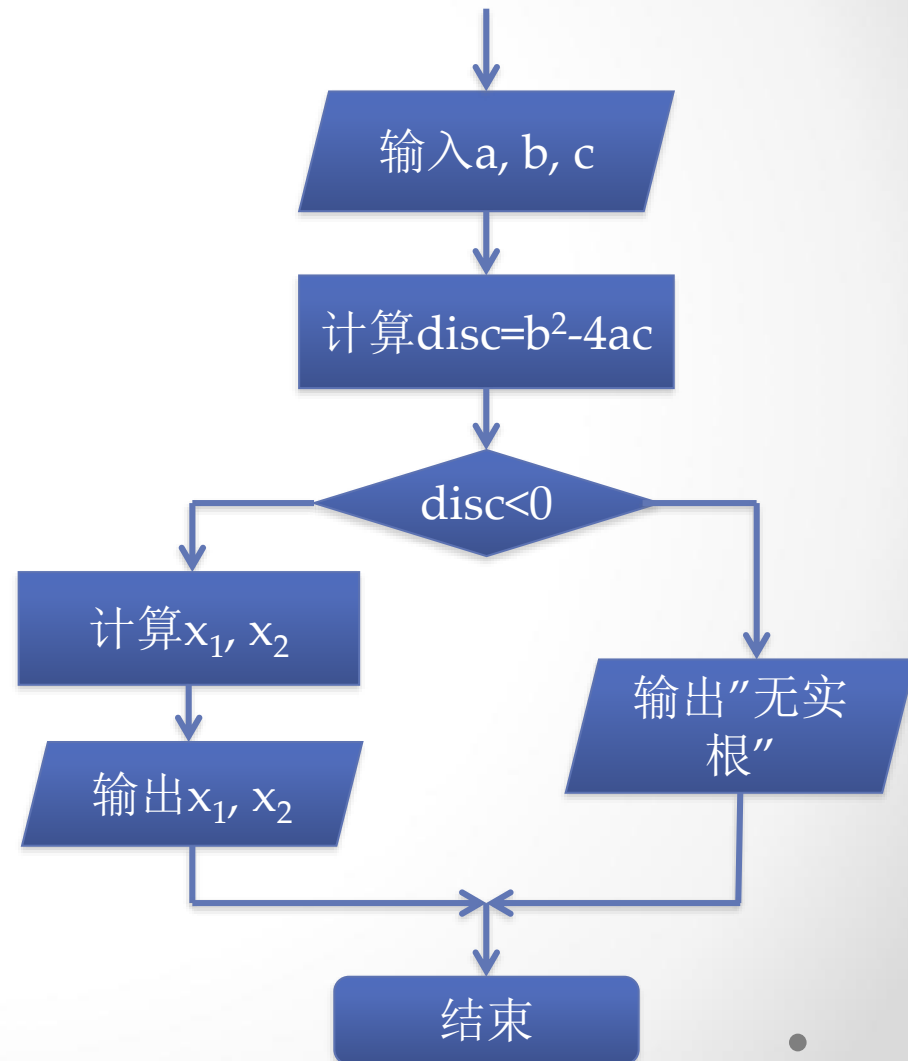 输入a, b, c
计算disc=b²-4ac
disc<0
计算x₁, x₂
输出x₁, x₂
输出"无实
根"
结束